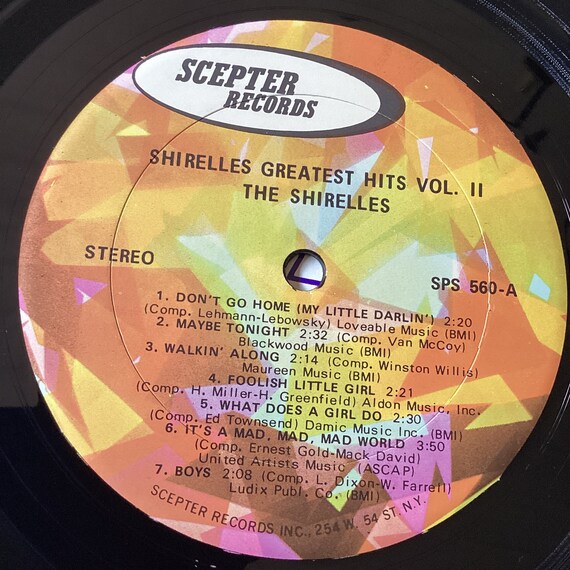 SCEPTER
RECORDS
SHIRELLES GREATEST HITS VOL. II
THE SHIRELLES
STEREO
SPS 560-A
1. DON'T GO HOME (MY LITTLE DARLIN') 2:20
(Comp. Lehmann-Lebowsky) Loveable Music (BMI)
2. MAYBE TONIGHT 2:32 (Comp. Van McCoy)
Blackwood Music (BMI)
3. WALKIN' ALONG 2:14 (Comp. Winston Willis)
Maureen Music (BMI)
4. FOOLISH LITTLE GIRL 2:21
(Comp. H. Miller-H. Greenfield) Aldon Music, Inc.
5. WHAT DOES A GIRL DO 2:30
(Comp. Ed Townsend) Damic Music Inc. (BMI)
6. IT'S A MAD, MAD, MAD WORLD 3:50
(Comp. Ernest Gold-Mack David)
United Artists Music (ASCAP)
7. BOYS 2:08 (Comp. L. Dixon-W. Farrell)
Ludix Publ. Co. (BMI)
SCEPTER RECORDS INC., 254 W. 54 ST. N.Y.